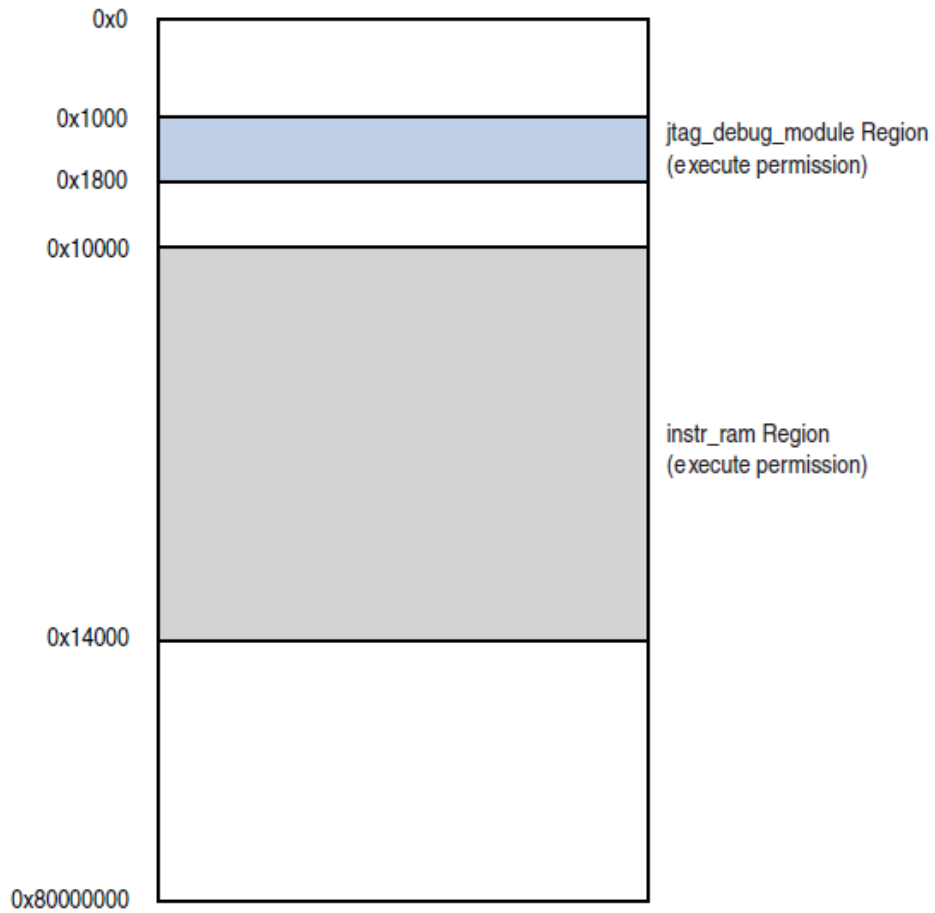 0x0
0x1000
jtag_debug_module Region
(execute permission)
0x1800
0x10000
instr_ram Region
(execute permission)
0x14000
0x80000000